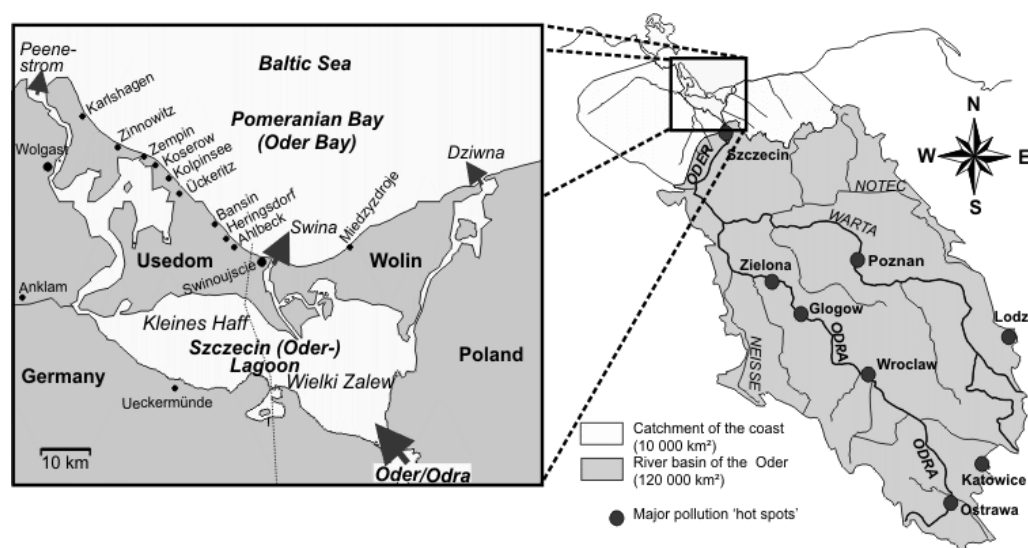 Peene-
strom
Baltic Sea
Karlshagen
Pomeranian Bay
(Oder Bay)
Zinnowitz
Zempin
Koserow
Kolpinsee
Ückeritz
Wolgast
Dziwna
Bansin
Heringsdorf
Ahlbeck
Swina
Miedzyzdroje
Usedom
Swinoujscie
Wolin
Anklam
Kleines Haff
Szczecin (Oder-)
Lagoon
Wielki Zalew
Poland
Germany
Ueckermünde
10 km
Oder/Odra
N
W
E
S
Szczecin
ODER
NOTEC
WARTA
Zielona
Poznan
Glogow
Lodz
ODRA
NEISSE
Wroclaw
ODRA
Katowice
Ostrawa
Catchment of the coast
(10 000 km²)
River basin of the Oder
(120 000 km²)
Major pollution 'hot spots'